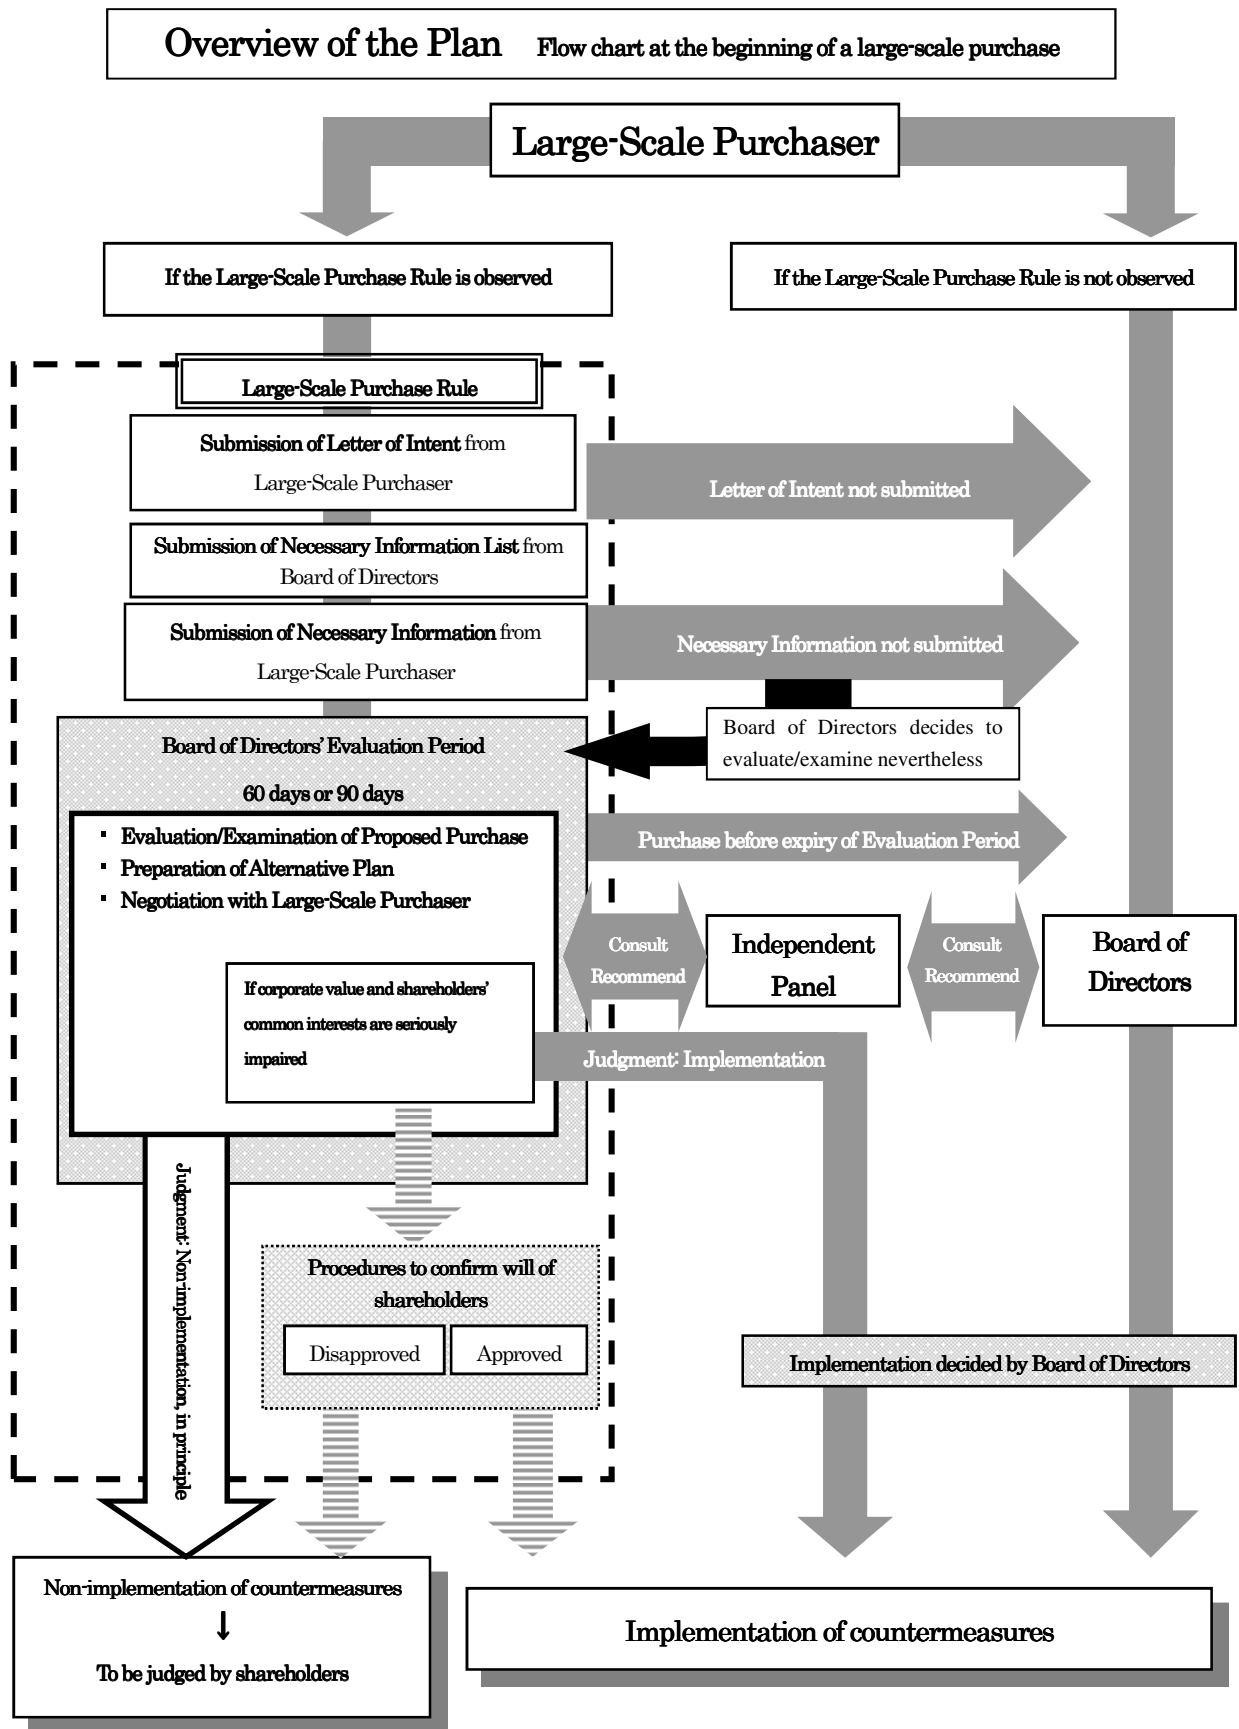 Overview of the Plan Flow chart at the beginning of a large-scale purchase
Large-Scale Purchaser
If the Large-Scale Purchase Rule is observed
If the Large-Scale Purchase Rule is not observed
Large-Scale Purchase Rule
Submission of Letter of Intent from
Large-Scale Purchaser
Letter of Intent not submitted
Submission of Necessary Information List from
Board of Directors
Submission of Necessary Information from
Large-Scale Purchaser
Necessary Information not submitted
Board of Directors decides to
evaluate/examine nevertheless
Board of Directors' Evaluation Period
60 days or 90 days
▪ Evaluation/Examination of Proposed Purchase
▪ Preparation of Alternative Plan
▪ Negotiation with Large-Scale Purchaser
Purchase before expiry of Evaluation Period
Consult
Recommend
Independent
Panel
Consult
Recommend
Board of
Directors
If corporate value and shareholders'
common interests are seriously
impaired
Judgment: Implementation
Judgment: Non-implementation, in principle
Procedures to confirm will of
shareholders
Disapproved
Approved
Implementation decided by Board of Directors
Non-implementation of countermeasures
↓
To be judged by shareholders
Implementation of countermeasures